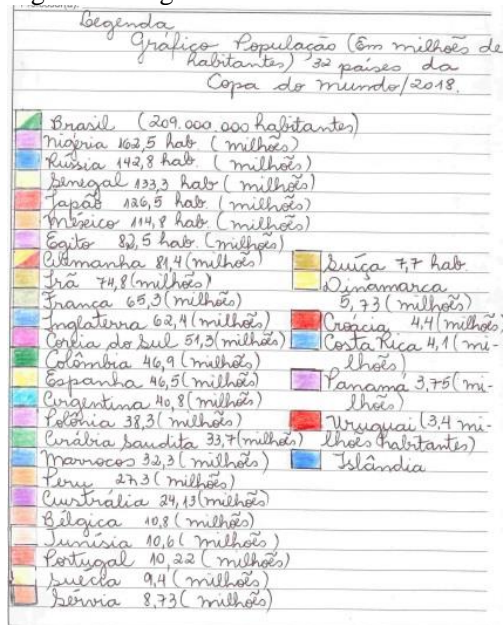 Legenda
Gráfico População (Em milhões de
habitantes) 32 países da
Copa do mundo/2018.
Brasil (209.000.000 habitantes)
Nigéria 162,5 hab. (milhões)
Rússia 142,8 hab. (milhões)
Senegal 133,3 hab (milhões)
Japão 126,5 hab. (milhões)
México 114,8 hab. (milhões)
Egito 82,5 hab. (milhões)
Alemanha 81,4 (milhões)
Irã 74,8 (milhões)
França 65,3 (milhões)
Inglaterra 62,4 (milhões)
Coréia do Sul 51,3 (milhões)
Colômbia 46,9 (milhões)
Espanha 46,5 (milhões)
Argentina 40,8 (milhões)
Polônia 38,3 (milhões)
Arábia Saudita 33,7 (milhões)
Marrocos 32,3 (milhões)
Peru 27,3 (milhões)
Austrália 24,13 (milhões)
Bélgica 10,8 (milhões)
Tunísia 10,6 (milhões)
Portugal 10,22 (milhões)
Suécia 9,4 (milhões)
Sérvia 8,73 (milhões)
Suíça 7,7 hab.
Dinamarca
5,73 (milhões)
Croácia 4,4 (milhões)
Costa Rica 4,1 (mi-
lhões)
Panamá 3,75 (mi-
lhões)
Uruguai (3,4 mi-
lhões habitantes)
Islândia